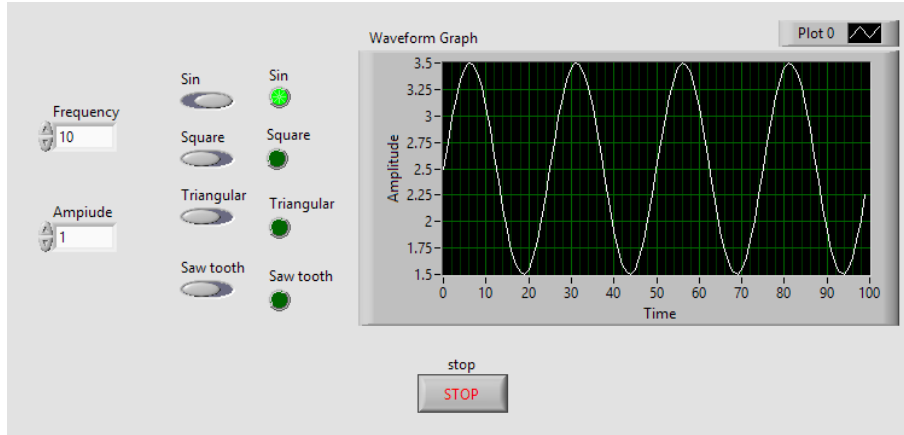 Waveform Graph
Plot 0
Frequency
10
Ampiude
1
Sin
Sin
Square
Square
Triangular
Triangular
Saw tooth
Saw tooth
Amplitude
3.5
3.25
3
2.75
2.5
2.25
2
1.75
1.5
0 10 20 30 40 50 60 70 80 90 100
Time
stop
STOP